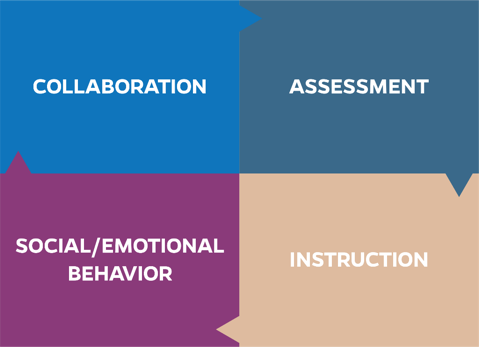 COLLABORATION
ASSESSMENT
SOCIAL/EMOTIONAL
BEHAVIOR
INSTRUCTION